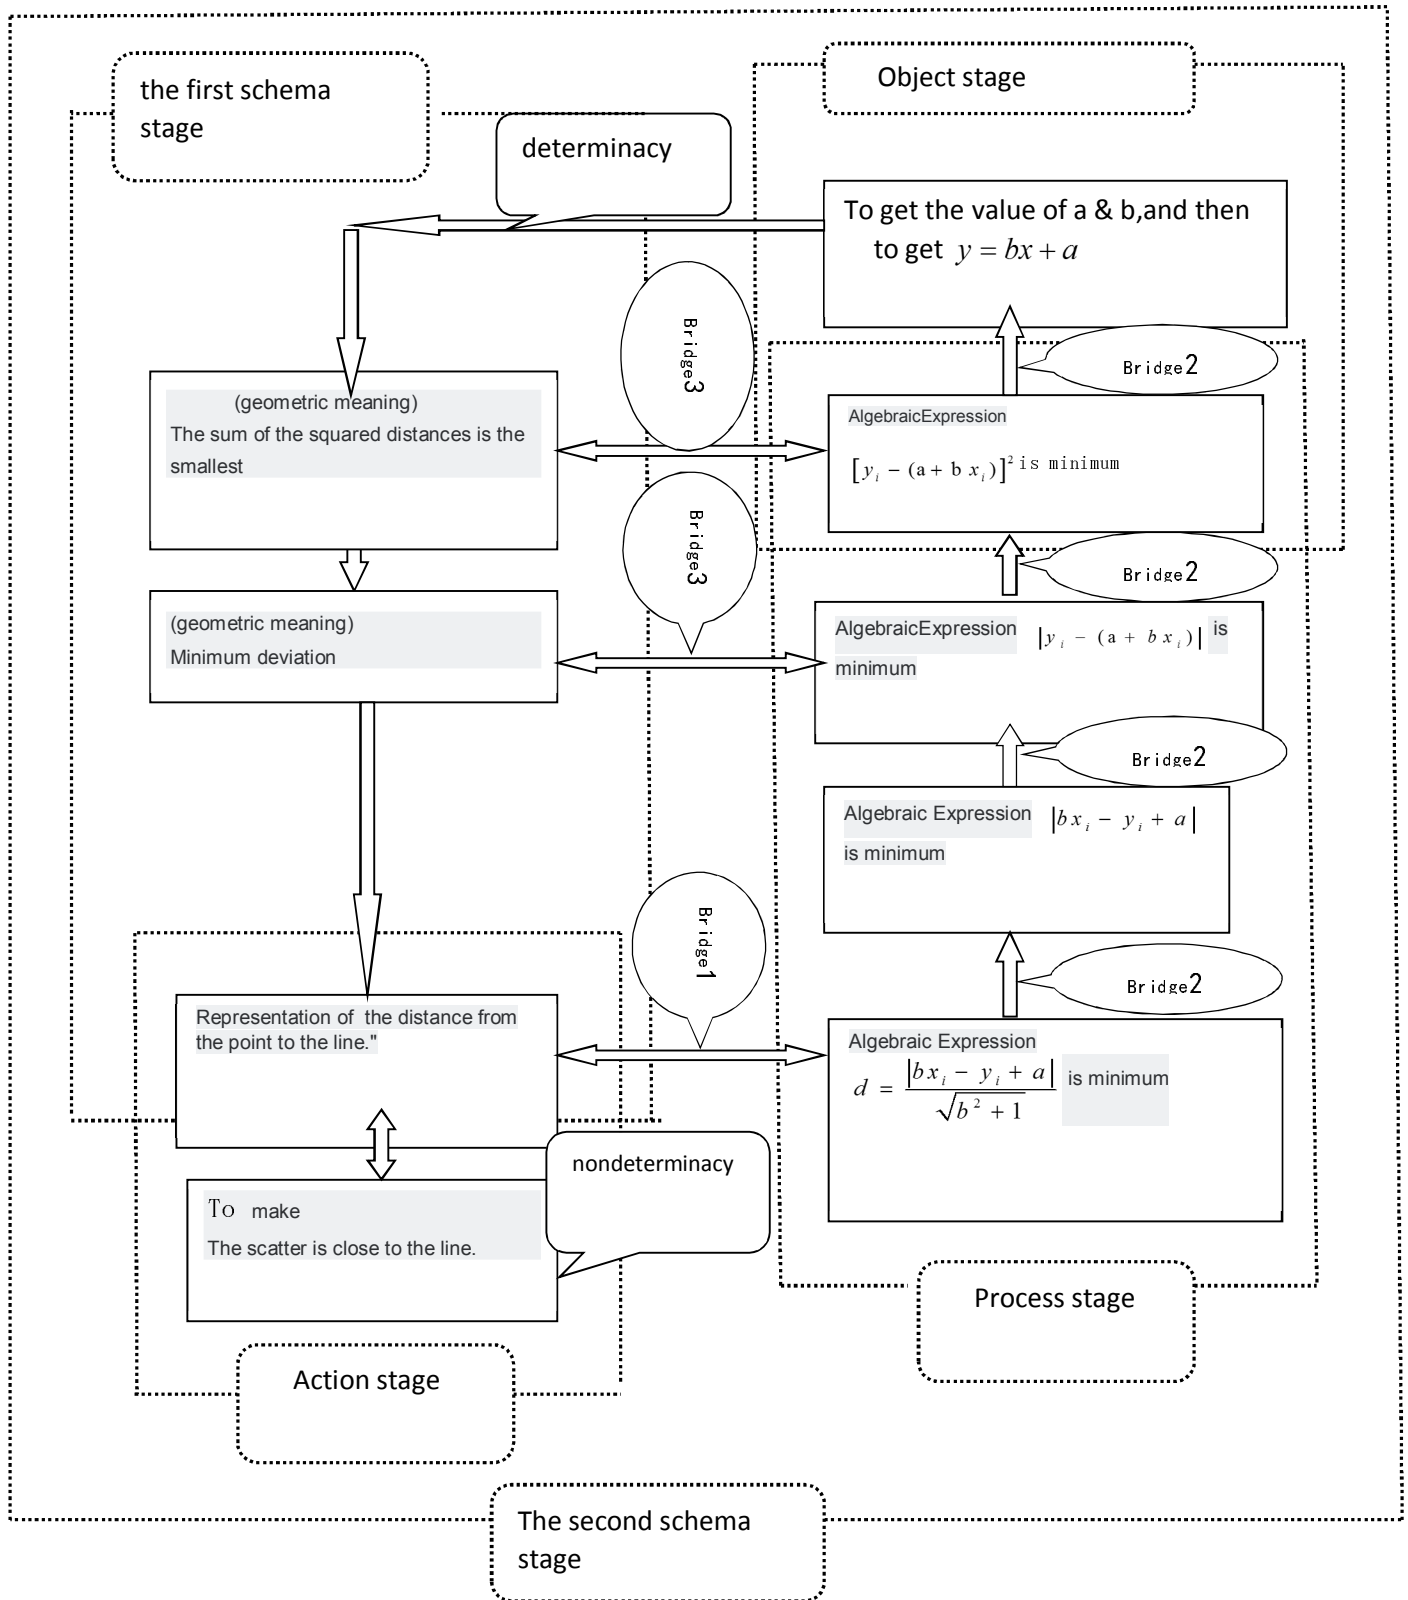 the first schema
stage
Object stage
determinacy
To get the value of a & b,and then
to get y = bx + a
Bridge3
Bridge2
(geometric meaning)
The sum of the squared distances is the
smallest
AlgebraicExpression
[y_i − (a + b x_i)]² is minimum
Bridge3
Bridge2
(geometric meaning)
Minimum deviation
AlgebraicExpression |y_i − (a + b x_i)| is
minimum
Bridge2
Algebraic Expression |bx_i − y_i + a|
is minimum
Bridge1
Bridge2
Representation of the distance from
the point to the line."
Algebraic Expression
d = |bx_i − y_i + a| / √(b² + 1) is minimum
nondeterminacy
To make
The scatter is close to the line.
Process stage
Action stage
The second schema
stage